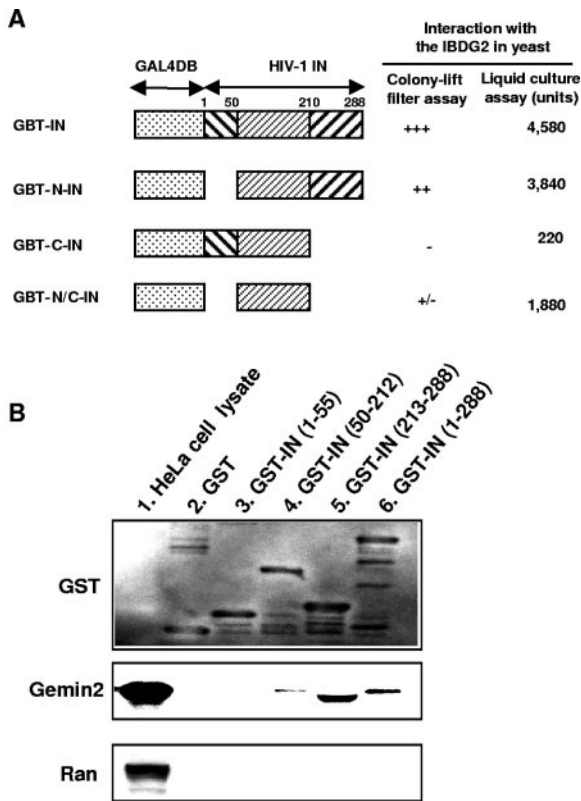 A
Interaction with
the IBDG2 in yeast
GAL4DB
HIV-1 IN
Colony-lift
filter assay
Liquid culture
assay (units)
1 50 210 288
GBT-IN +++ 4,580
GBT-N-IN ++ 3,840
GBT-C-IN - 220
GBT-N/C-IN +/- 1,880
B
1. HeLa cell lysate
2. GST
3. GST-IN (1-55)
4. GST-IN (50-212)
5. GST-IN (213-288)
6. GST-IN (1-288)
GST
Gemin2
Ran